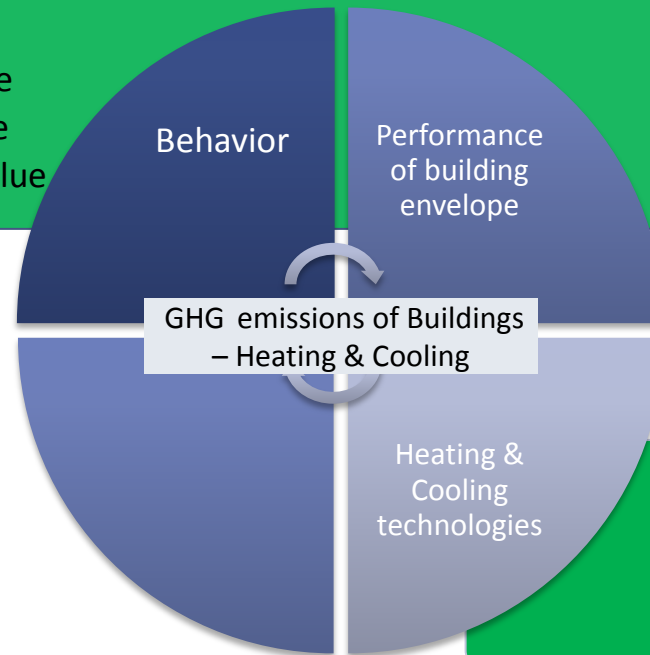 Behavior
Performance
of building
envelope
GHG emissions of Buildings
– Heating & Cooling
Heating &
Cooling
technologies